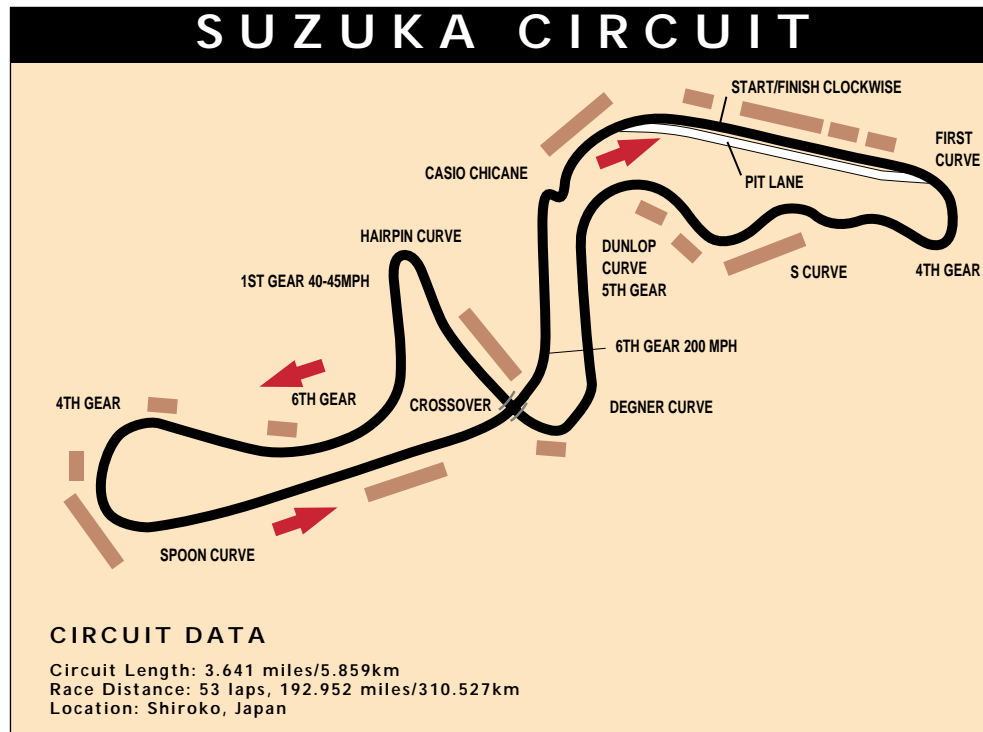 SUZUKA CIRCUIT
START/FINISH CLOCKWISE
FIRST
CURVE
CASIO CHICANE
PIT LANE
HAIRPIN CURVE
DUNLOP
CURVE
5TH GEAR
S CURVE
4TH GEAR
1ST GEAR 40-45MPH
6TH GEAR 200 MPH
4TH GEAR
6TH GEAR
CROSSOVER
DEGNER CURVE
SPOON CURVE
CIRCUIT DATA
Circuit Length: 3.641 miles/5.859km
Race Distance: 53 laps, 192.952 miles/310.527km
Location: Shiroko, Japan